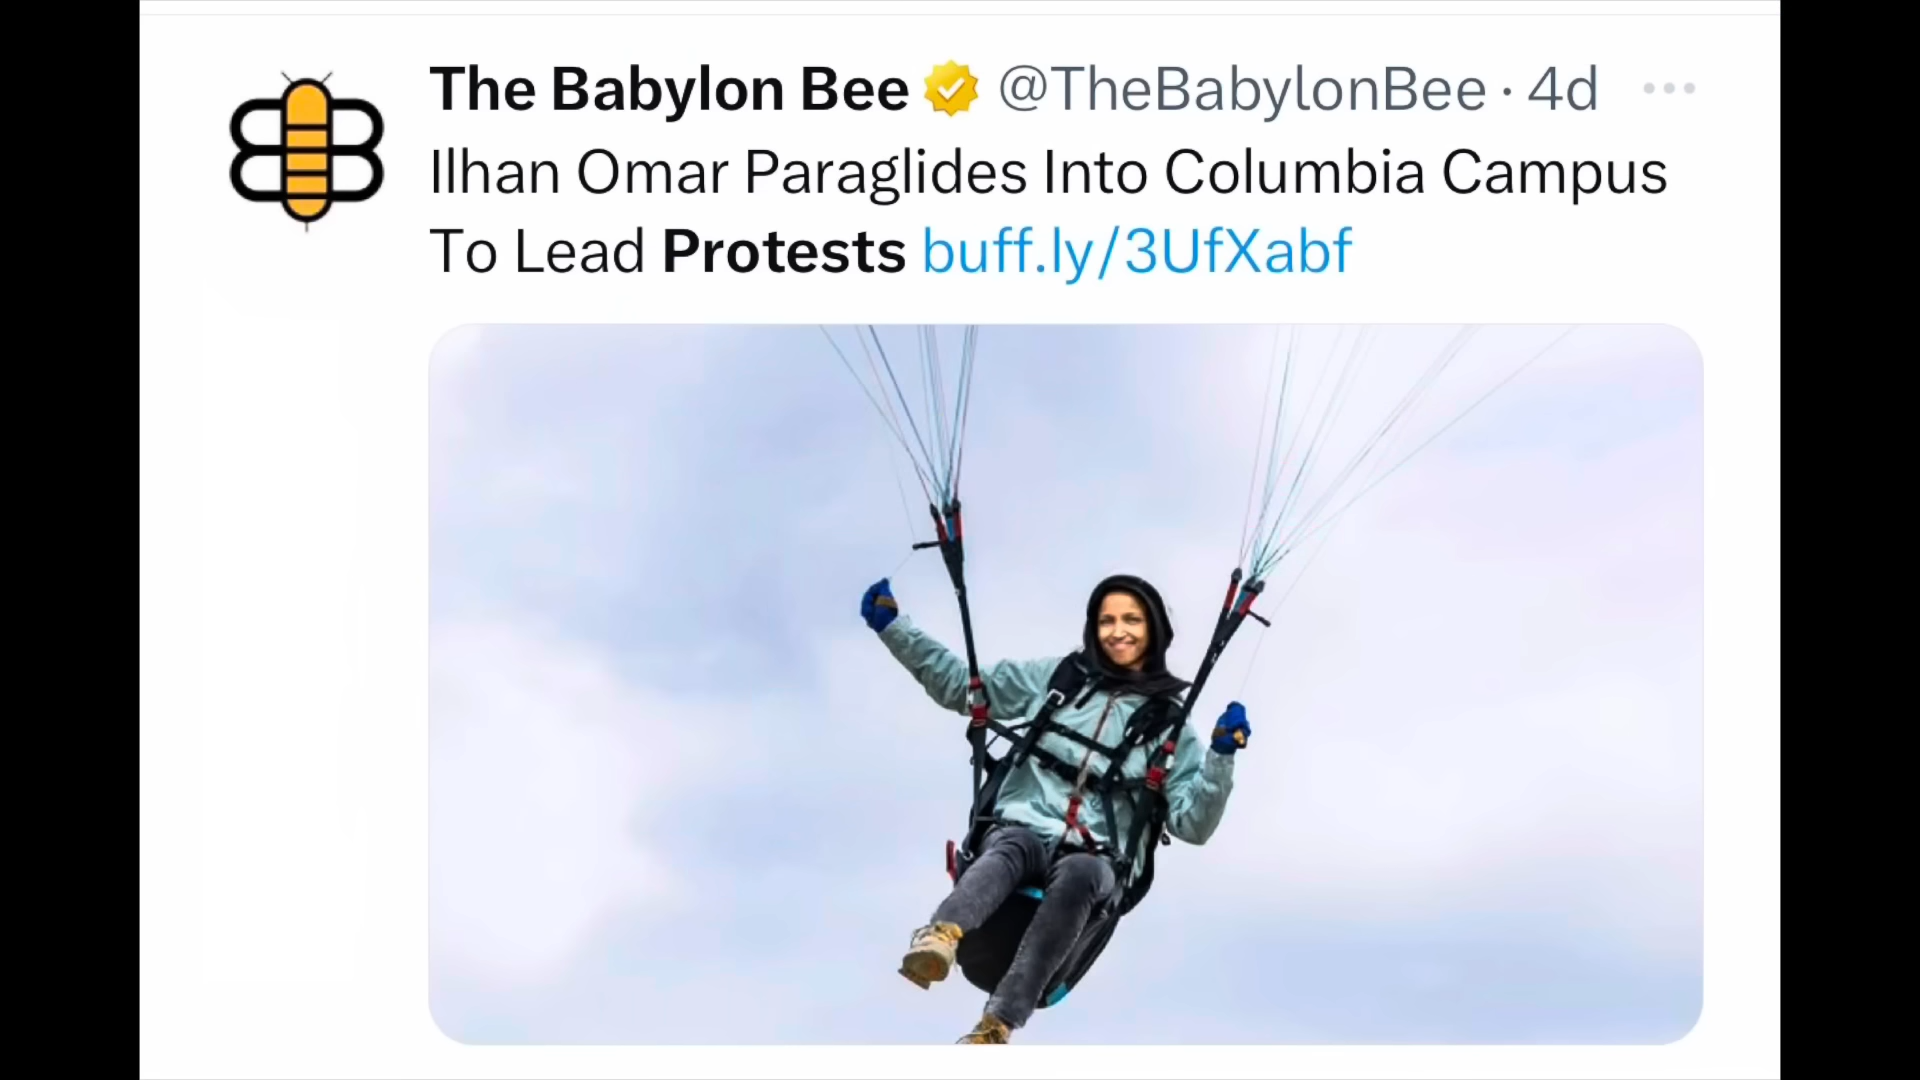 The Babylon Bee @TheBabylonBee · 4d
Ilhan Omar Paraglides Into Columbia Campus
To Lead Protests buff.ly/3UfXabf